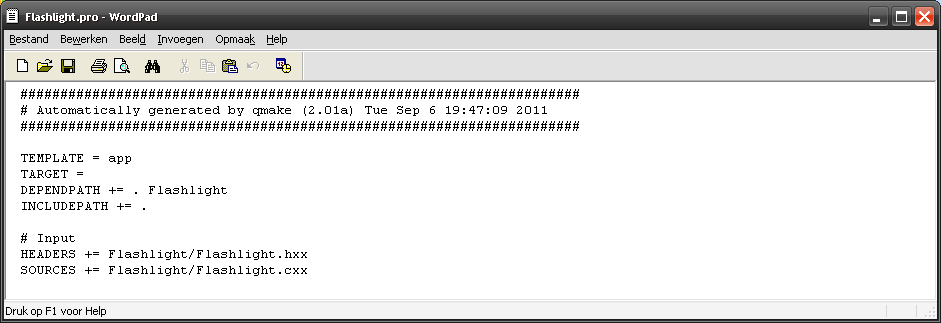 Flashlight.pro - WordPad
Bestand Bewerken Beeld Invoegen Opmaak Help
######################################################################
# Automatically generated by qmake (2.01a) Tue Sep 6 19:47:09 2011
######################################################################
TEMPLATE = app
TARGET =
DEPENDPATH += . Flashlight
INCLUDEPATH += .
# Input
HEADERS += Flashlight/Flashlight.hxx
SOURCES += Flashlight/Flashlight.cxx
Druk op F1 voor Help